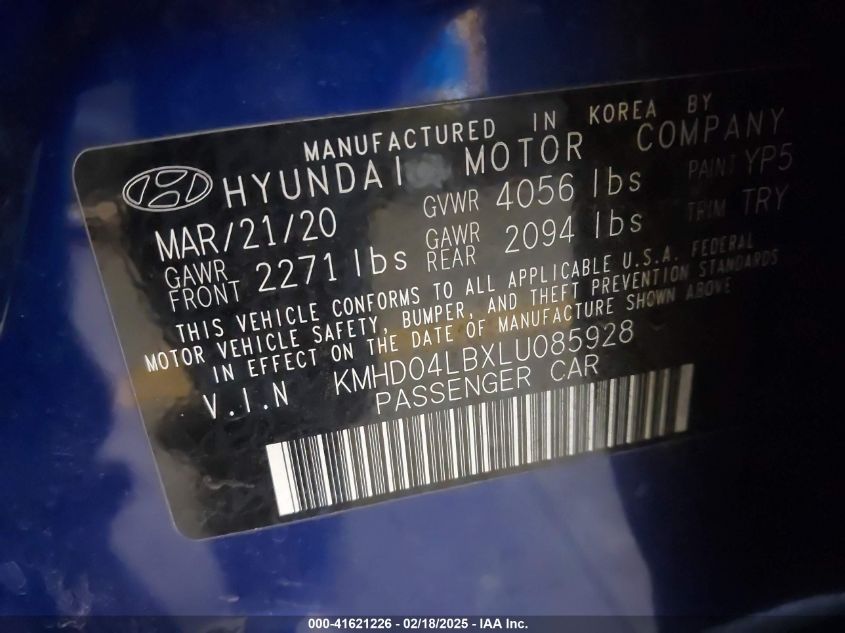 MANUFACTURED IN KOREA BY
HYUNDAI MOTOR COMPANY
MAR/21/20 GVWR 4056 lbs PAINT YP5
GAWR FRONT 2271 lbs GAWR REAR 2094 lbs TRIM TRY
THIS VEHICLE CONFORMS TO ALL APPLICABLE U.S.A. FEDERAL
MOTOR VEHICLE SAFETY, BUMPER, AND THEFT PREVENTION STANDARDS
IN EFFECT ON THE DATE OF MANUFACTURE SHOWN ABOVE
V.I.N KMHD04LBXLU085928
PASSENGER CAR
000-41621226 - 02/18/2025 - IAA Inc.